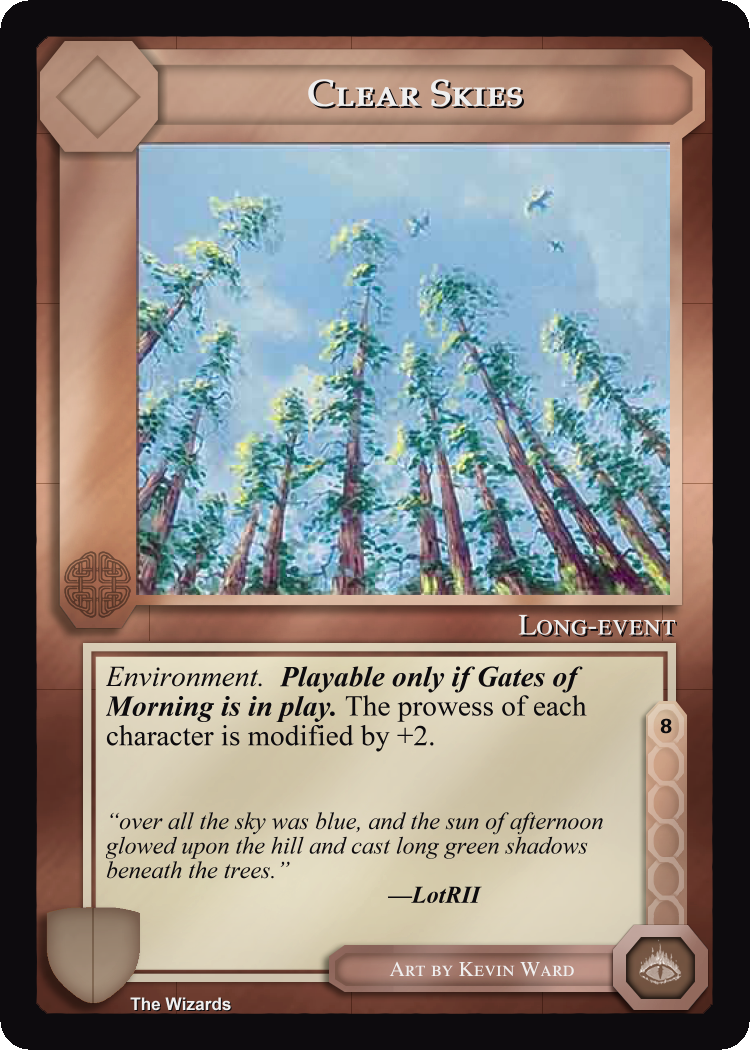 Clear Skies
Long-event
Environment. Playable only if Gates of
Morning is in play. The prowess of each
character is modified by +2.
8
“over all the sky was blue, and the sun of afternoon
glowed upon the hill and cast long green shadows
beneath the trees.”
—LotRII
Art by Kevin Ward
The Wizards